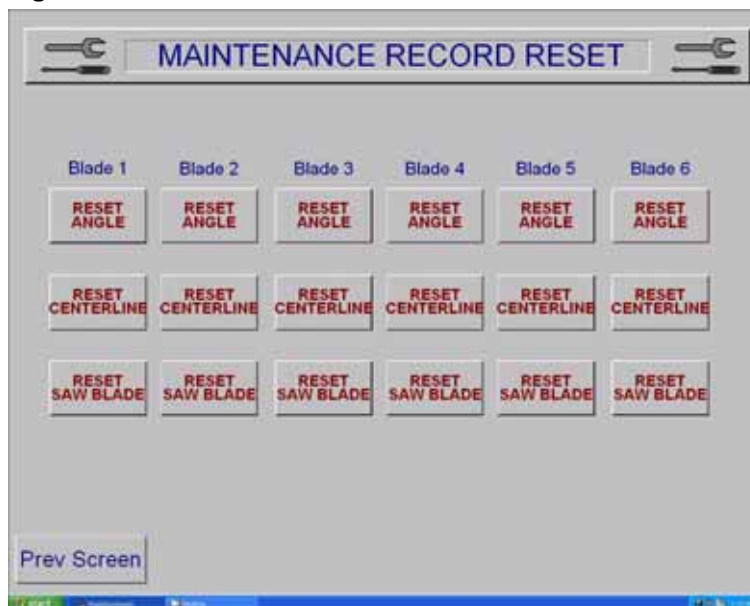 MAINTENANCE RECORD RESET
Blade 1 Blade 2 Blade 3 Blade 4 Blade 5 Blade 6
RESET RESET RESET RESET RESET RESET
ANGLE ANGLE ANGLE ANGLE ANGLE ANGLE
RESET RESET RESET RESET RESET RESET
CENTERLINE CENTERLINE CENTERLINE CENTERLINE CENTERLINE CENTERLINE
RESET RESET RESET RESET RESET RESET
SAW BLADE SAW BLADE SAW BLADE SAW BLADE SAW BLADE SAW BLADE
Prev Screen
start